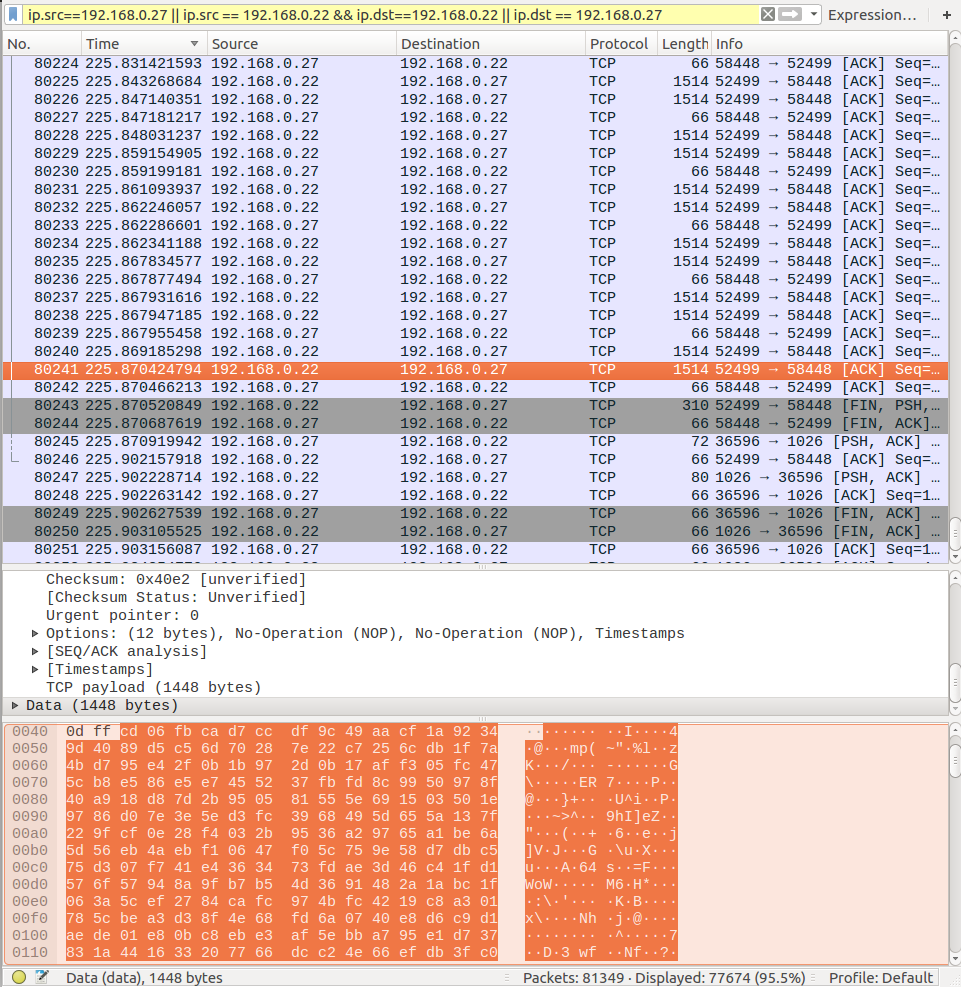 ip.src==192.168.0.27 || ip.src == 192.168.0.22 && ip.dst==192.168.0.22 || ip.dst == 192.168.0.27 Expression… +
No. Time Source Destination Protocol Length Info
80224 225.831421593 192.168.0.27 192.168.0.22 TCP 66 58448 → 52499 [ACK] Seq=…
80225 225.843268684 192.168.0.22 192.168.0.27 TCP 1514 52499 → 58448 [ACK] Seq=…
80226 225.847140351 192.168.0.22 192.168.0.27 TCP 1514 52499 → 58448 [ACK] Seq=…
80227 225.847181217 192.168.0.27 192.168.0.22 TCP 66 58448 → 52499 [ACK] Seq=…
80228 225.848031237 192.168.0.22 192.168.0.27 TCP 1514 52499 → 58448 [ACK] Seq=…
80229 225.859154905 192.168.0.22 192.168.0.27 TCP 1514 52499 → 58448 [ACK] Seq=…
80230 225.859199181 192.168.0.27 192.168.0.22 TCP 66 58448 → 52499 [ACK] Seq=…
80231 225.861093937 192.168.0.22 192.168.0.27 TCP 1514 52499 → 58448 [ACK] Seq=…
80232 225.862246057 192.168.0.22 192.168.0.27 TCP 1514 52499 → 58448 [ACK] Seq=…
80233 225.862286601 192.168.0.27 192.168.0.22 TCP 66 58448 → 52499 [ACK] Seq=…
80234 225.862341188 192.168.0.22 192.168.0.27 TCP 1514 52499 → 58448 [ACK] Seq=…
80235 225.867834577 192.168.0.22 192.168.0.27 TCP 1514 52499 → 58448 [ACK] Seq=…
80236 225.867877494 192.168.0.27 192.168.0.22 TCP 66 58448 → 52499 [ACK] Seq=…
80237 225.867931616 192.168.0.22 192.168.0.27 TCP 1514 52499 → 58448 [ACK] Seq=…
80238 225.867947185 192.168.0.22 192.168.0.27 TCP 1514 52499 → 58448 [ACK] Seq=…
80239 225.867955458 192.168.0.27 192.168.0.22 TCP 66 58448 → 52499 [ACK] Seq=…
80240 225.869185298 192.168.0.22 192.168.0.27 TCP 1514 52499 → 58448 [ACK] Seq=…
80241 225.870424794 192.168.0.22 192.168.0.27 TCP 1514 52499 → 58448 [ACK] Seq=…
80242 225.870466213 192.168.0.27 192.168.0.22 TCP 66 58448 → 52499 [ACK] Seq=…
80243 225.870520849 192.168.0.22 192.168.0.27 TCP 310 52499 → 58448 [FIN, PSH,…
80244 225.870687619 192.168.0.27 192.168.0.22 TCP 66 58448 → 52499 [FIN, ACK]…
80245 225.870919942 192.168.0.27 192.168.0.22 TCP 72 36596 → 1026 [PSH, ACK] …
80246 225.902157918 192.168.0.22 192.168.0.27 TCP 66 52499 → 58448 [ACK] Seq=…
80247 225.902228714 192.168.0.22 192.168.0.27 TCP 80 1026 → 36596 [PSH, ACK] …
80248 225.902263142 192.168.0.27 192.168.0.22 TCP 66 36596 → 1026 [ACK] Seq=1…
80249 225.902627539 192.168.0.27 192.168.0.22 TCP 66 36596 → 1026 [FIN, ACK] …
80250 225.903105525 192.168.0.22 192.168.0.27 TCP 66 1026 → 36596 [FIN, ACK] …
80251 225.903156087 192.168.0.27 192.168.0.22 TCP 66 36596 → 1026 [ACK] Seq=1…
Checksum: 0x40e2 [unverified]
[Checksum Status: Unverified]
Urgent pointer: 0
Options: (12 bytes), No-Operation (NOP), No-Operation (NOP), Timestamps
[SEQ/ACK analysis]
[Timestamps]
TCP payload (1448 bytes)
Data (1448 bytes)
0040 0d ff cd 06 fb ca d7 cc df 9c 49 aa cf 1a 92 34 ········ ··I····4
0050 9d 40 89 d5 c5 6d 70 28 7e 22 c7 25 6c db 1f 7a ·@···mp( ~"·%l··z
0060 4b d7 95 e4 2f 0b 1b 97 2d 0b 17 af f3 05 fc 47 K···/··· -······G
0070 5c b8 e5 86 e5 e7 45 52 37 fb fd 8c 99 50 97 8f \·····ER 7····P··
0080 40 a9 18 d8 7d 2b 95 05 81 55 5e 69 15 03 50 1e @···}+·· ·U^i··P·
0090 97 86 d0 7e 3e 5e d3 fc 39 68 49 5d 65 5a 13 7f ···~>^·· 9hI]eZ··
00a0 22 9f cf 0e 28 f4 03 2b 95 36 a2 97 65 a1 be 6a "···(··+ ·6··e··j
00b0 5d 56 eb 4a eb f1 06 47 f0 5c 75 9e 58 d7 db c5 ]V·J···G ·\u·X···
00c0 75 d3 07 f7 41 e4 36 34 73 fd ae 3d 46 c4 1f d1 u···A·64 s··=F···
00d0 57 6f 57 94 8a 9f b7 b5 4d 36 91 48 2a 1a bc 1f WoW····· M6·H*···
00e0 06 3a 5c ef 27 84 ca fc 97 4b fc 42 19 c8 a3 01 ·:\·'··· ·K·B····
00f0 78 5c be a3 d3 8f 4e 68 fd 6a 07 40 e8 d6 c9 d1 x\····Nh ·j·@····
0100 ae de 01 e8 0b c8 eb e3 af 5e bb a7 95 e1 d7 37 ········ ·^·····7
0110 83 1a 44 16 33 20 77 66 dc c2 4e 66 ef db 3f c0 ··D·3 wf ··Nf··?·
Data (data), 1448 bytes Packets: 81349 · Displayed: 77674 (95.5%) Profile: Default